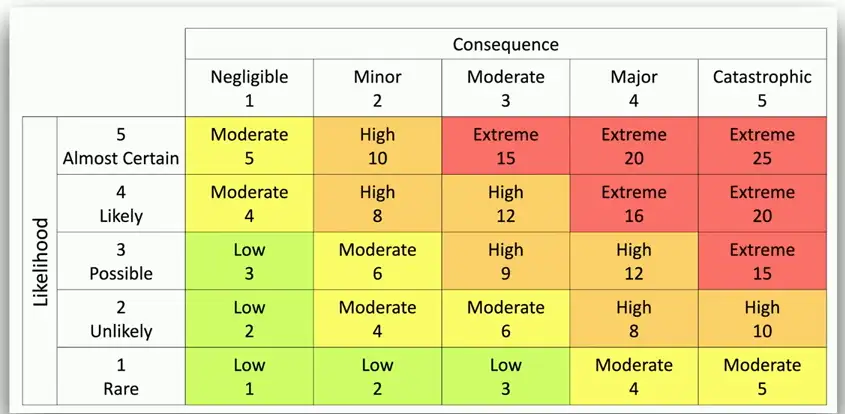 Consequence
Negligible Minor Moderate Major Catastrophic
1 2 3 4 5
Likelihood
5 Moderate High Extreme Extreme Extreme
Almost Certain 5 10 15 20 25
4 Moderate High High Extreme Extreme
Likely 4 8 12 16 20
3 Low Moderate High High Extreme
Possible 3 6 9 12 15
2 Low Moderate Moderate High High
Unlikely 2 4 6 8 10
1 Low Low Low Moderate Moderate
Rare 1 2 3 4 5